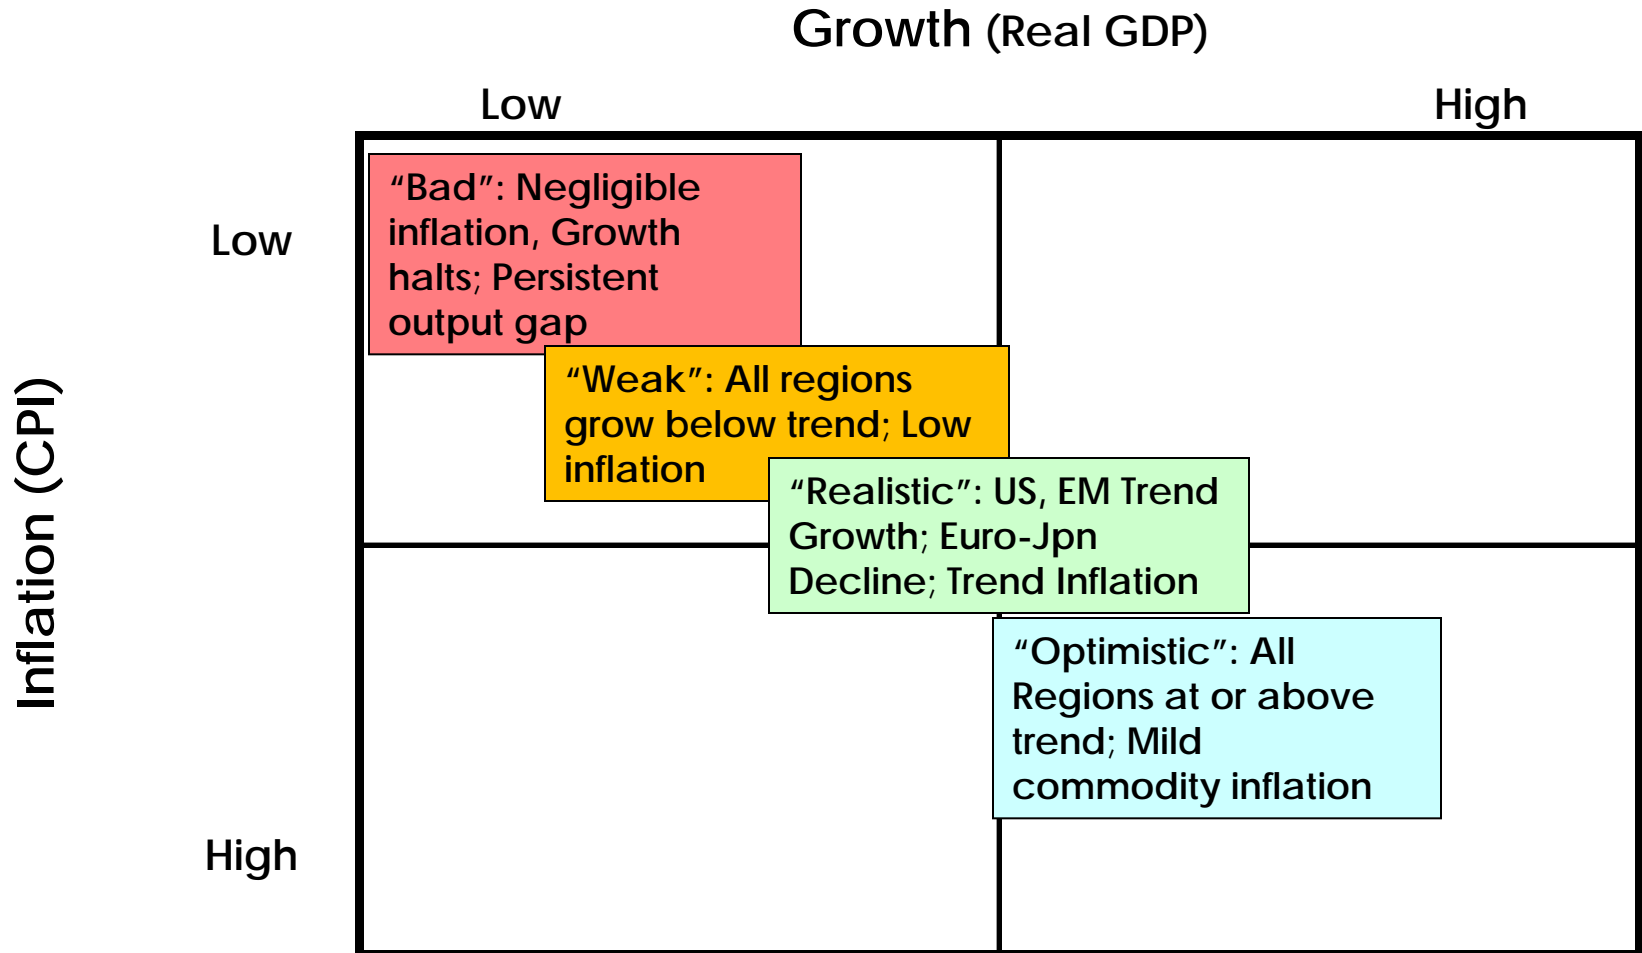 Growth (Real GDP)
Low
High
Low
“Bad”: Negligible
inflation, Growth
halts; Persistent
output gap
“Weak”: All regions
grow below trend; Low
inflation
“Realistic”: US, EM Trend
Growth; Euro-Jpn
Decline; Trend Inflation
Inflation (CPI)
“Optimistic”: All
Regions at or above
trend; Mild
commodity inflation
High